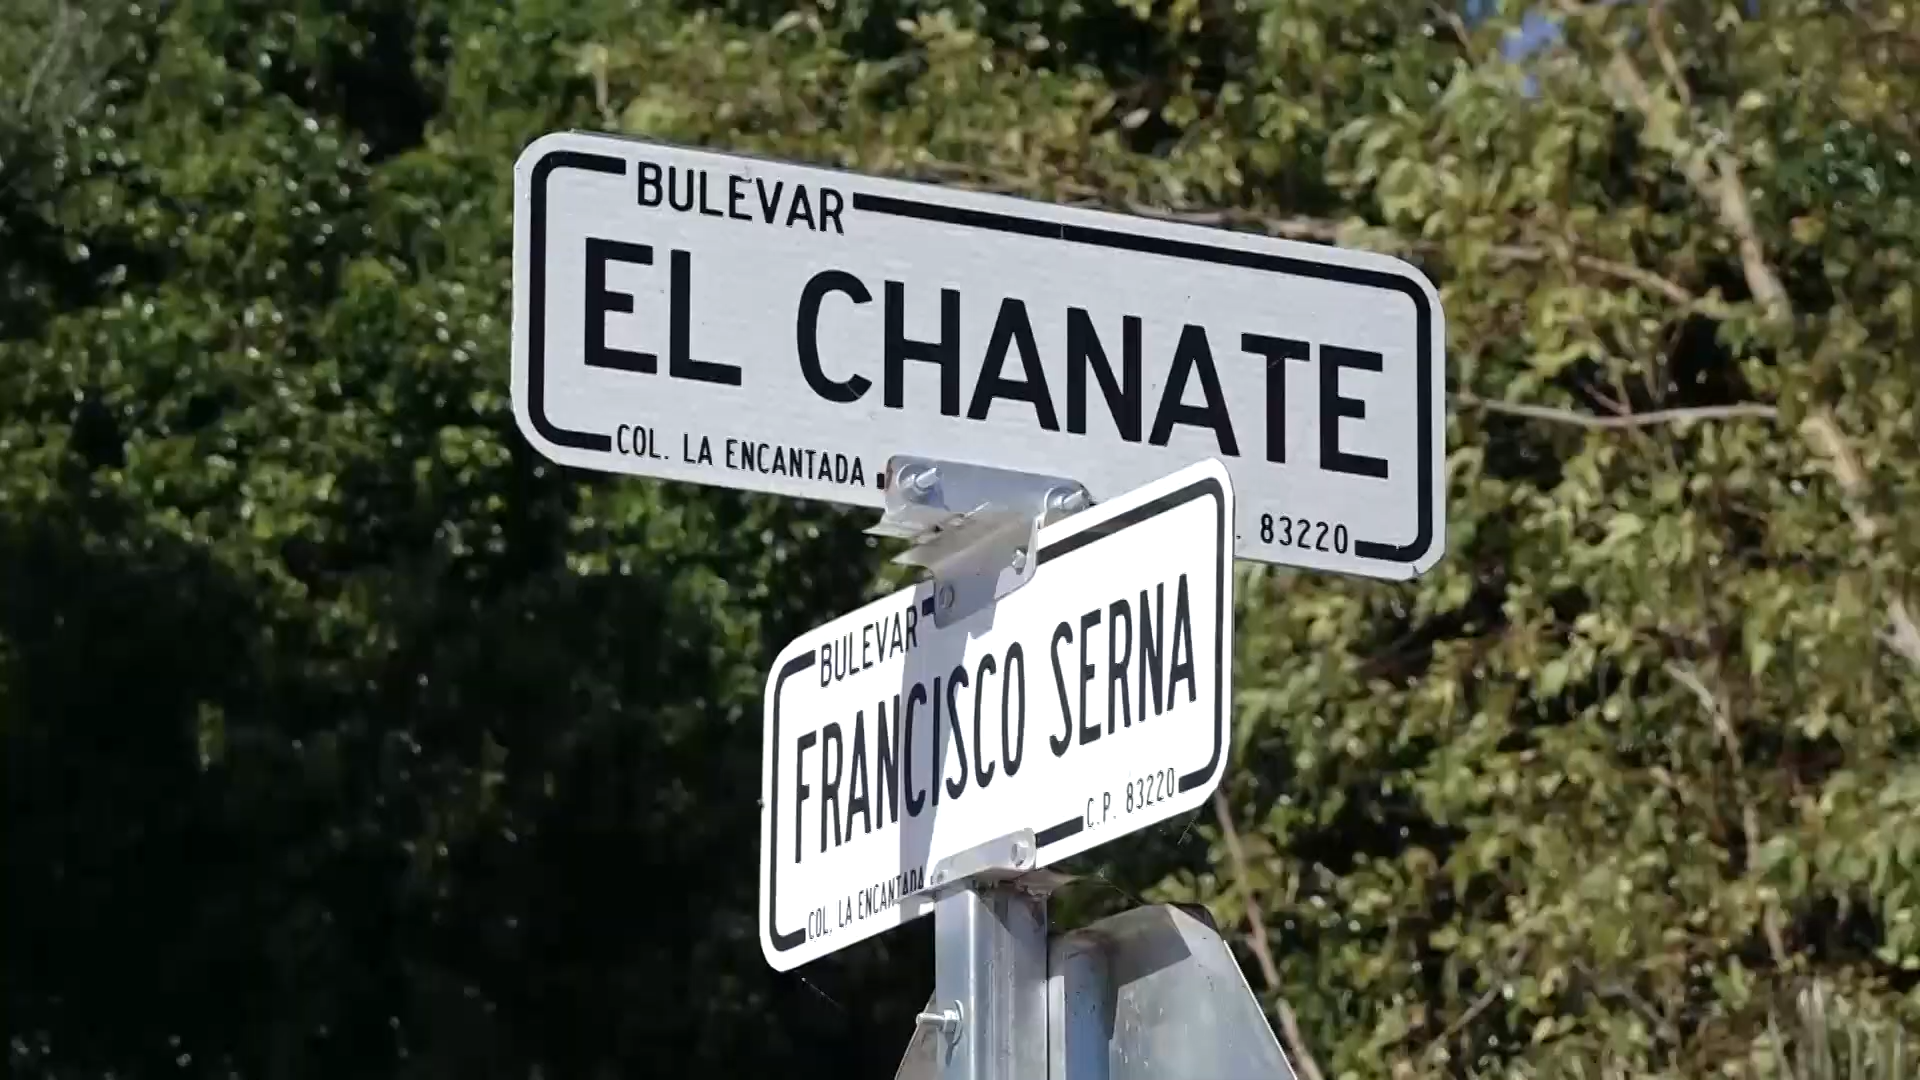 BULEVAR
EL CHANATE
COL. LA ENCANTADA
. 83220
BULEVAR
FRANCISCO SERNA
C.P. 83220
COL. LA ENCANTADA